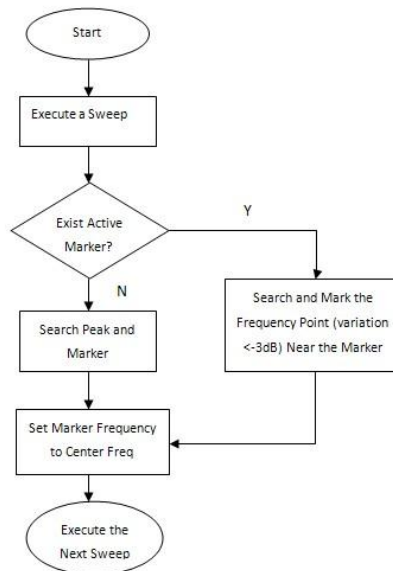 Start
Execute a Sweep
Exist Active
Marker?
Y
N
Search Peak and
Marker
Search and Mark the
Frequency Point (variation
<-3dB) Near the Marker
Set Marker Frequency
to Center Freq
Execute the
Next Sweep